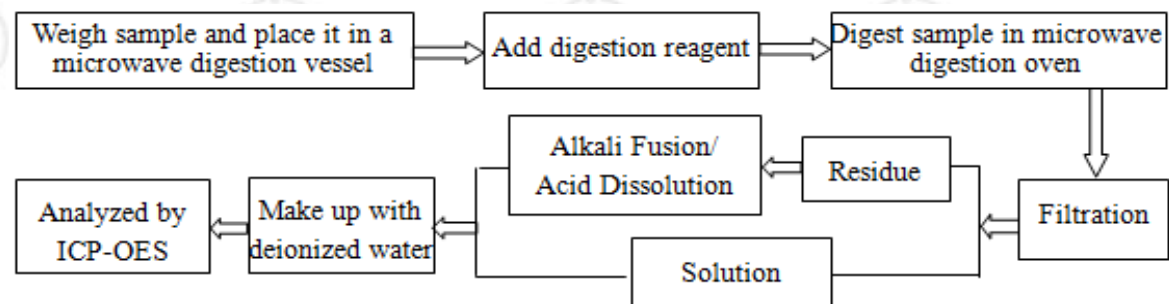 Weigh sample and place it in a
microwave digestion vessel
Add digestion reagent
Digest sample in microwave
digestion oven
Filtration
Residue
Solution
Alkali Fusion/
Acid Dissolution
Make up with
deionized water
Analyzed by
ICP-OES